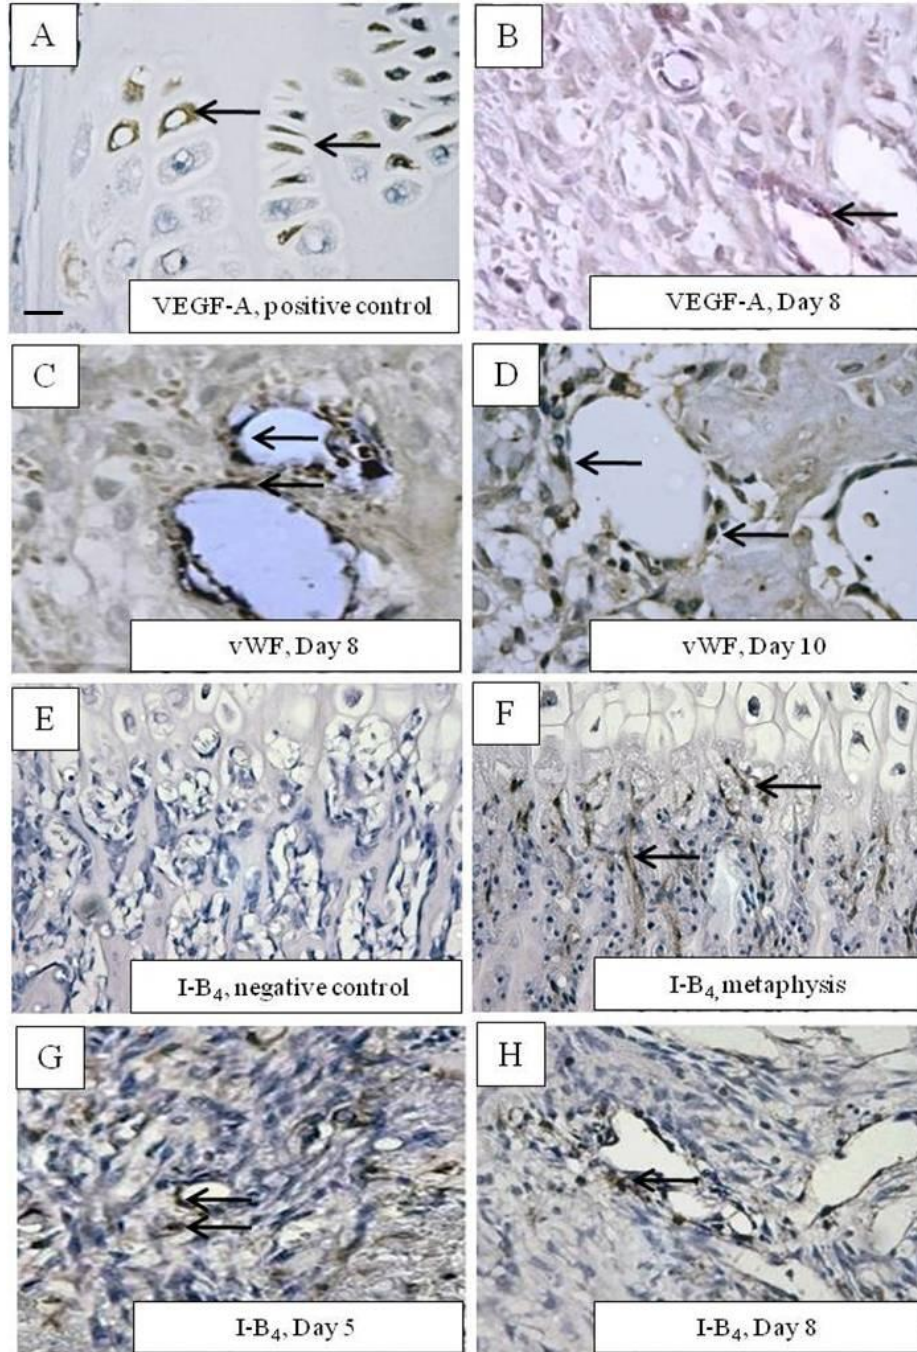 A
VEGF-A, positive control
B
VEGF-A, Day 8
C
vWF, Day 8
D
vWF, Day 10
E
I-B₄, negative control
F
I-B₄, metaphysis
G
I-B₄, Day 5
H
I-B₄, Day 8